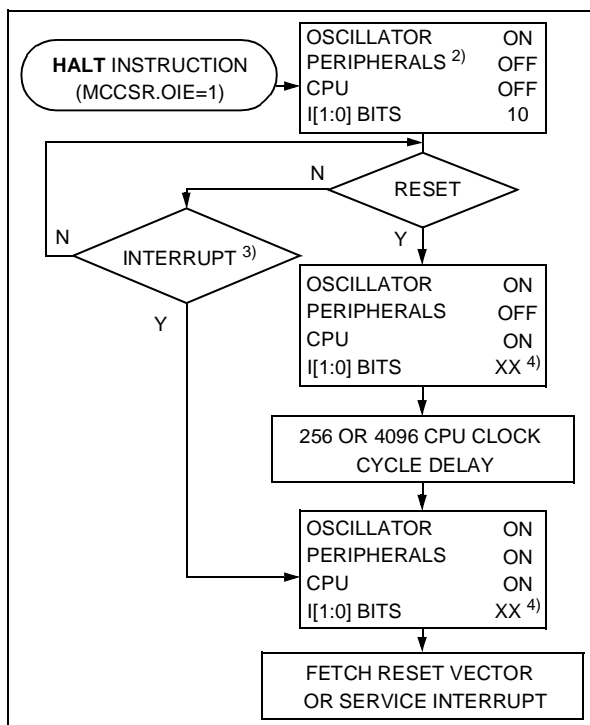 HALT INSTRUCTION
(MCCSR.OIE=1)
OSCILLATOR ON
PERIPHERALS 2) OFF
CPU OFF
I[1:0] BITS 10
N
RESET
N
INTERRUPT 3)
Y
Y
OSCILLATOR ON
PERIPHERALS OFF
CPU ON
I[1:0] BITS XX 4)
256 OR 4096 CPU CLOCK
CYCLE DELAY
OSCILLATOR ON
PERIPHERALS ON
CPU ON
I[1:0] BITS XX 4)
FETCH RESET VECTOR
OR SERVICE INTERRUPT